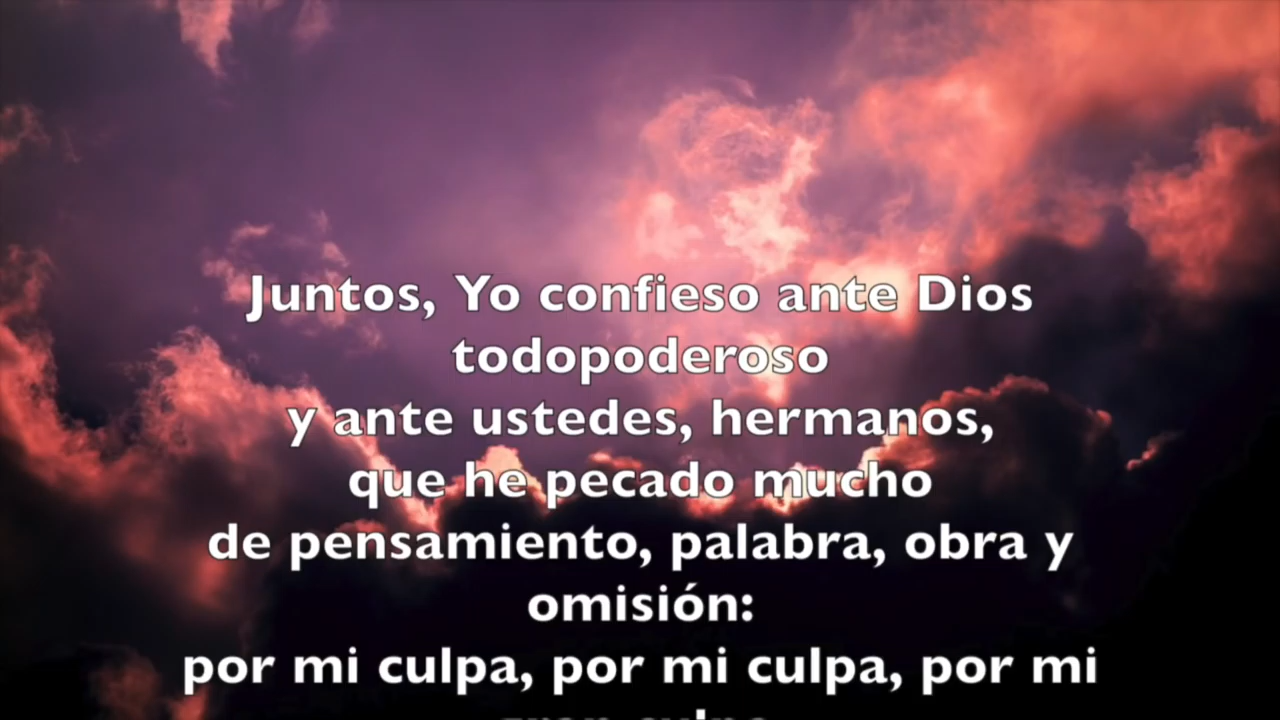 Juntos, Yo confieso ante Dios
todopoderoso
y ante ustedes, hermanos,
que he pecado mucho
de pensamiento, palabra, obra y
omisión:
por mi culpa, por mi culpa, por mi